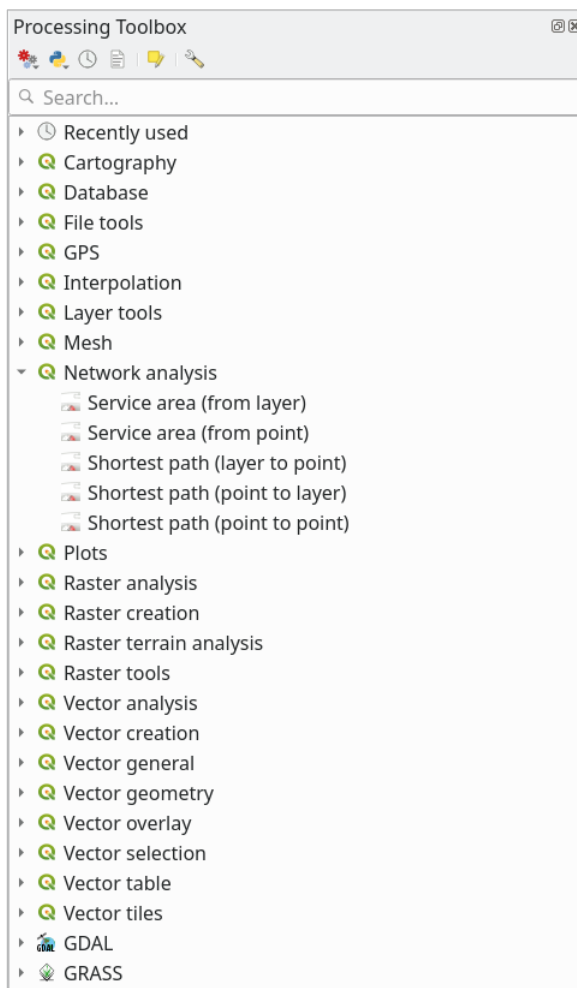 Processing Toolbox
Search...
Recently used
Cartography
Database
File tools
GPS
Interpolation
Layer tools
Mesh
Network analysis
Service area (from layer)
Service area (from point)
Shortest path (layer to point)
Shortest path (point to layer)
Shortest path (point to point)
Plots
Raster analysis
Raster creation
Raster terrain analysis
Raster tools
Vector analysis
Vector creation
Vector general
Vector geometry
Vector overlay
Vector selection
Vector table
Vector tiles
GDAL
GRASS